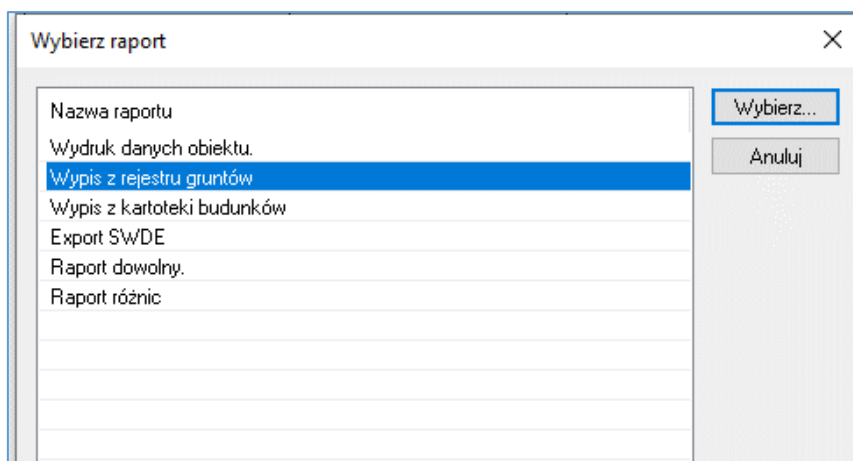 Wybierz raport
Nazwa raportu
Wybierz...
Wydruk danych obiektu.
Anuluj
Wypis z rejestru gruntów
Wypis z kartoteki budunków
Export SWDE
Raport dowolny.
Raport różnic